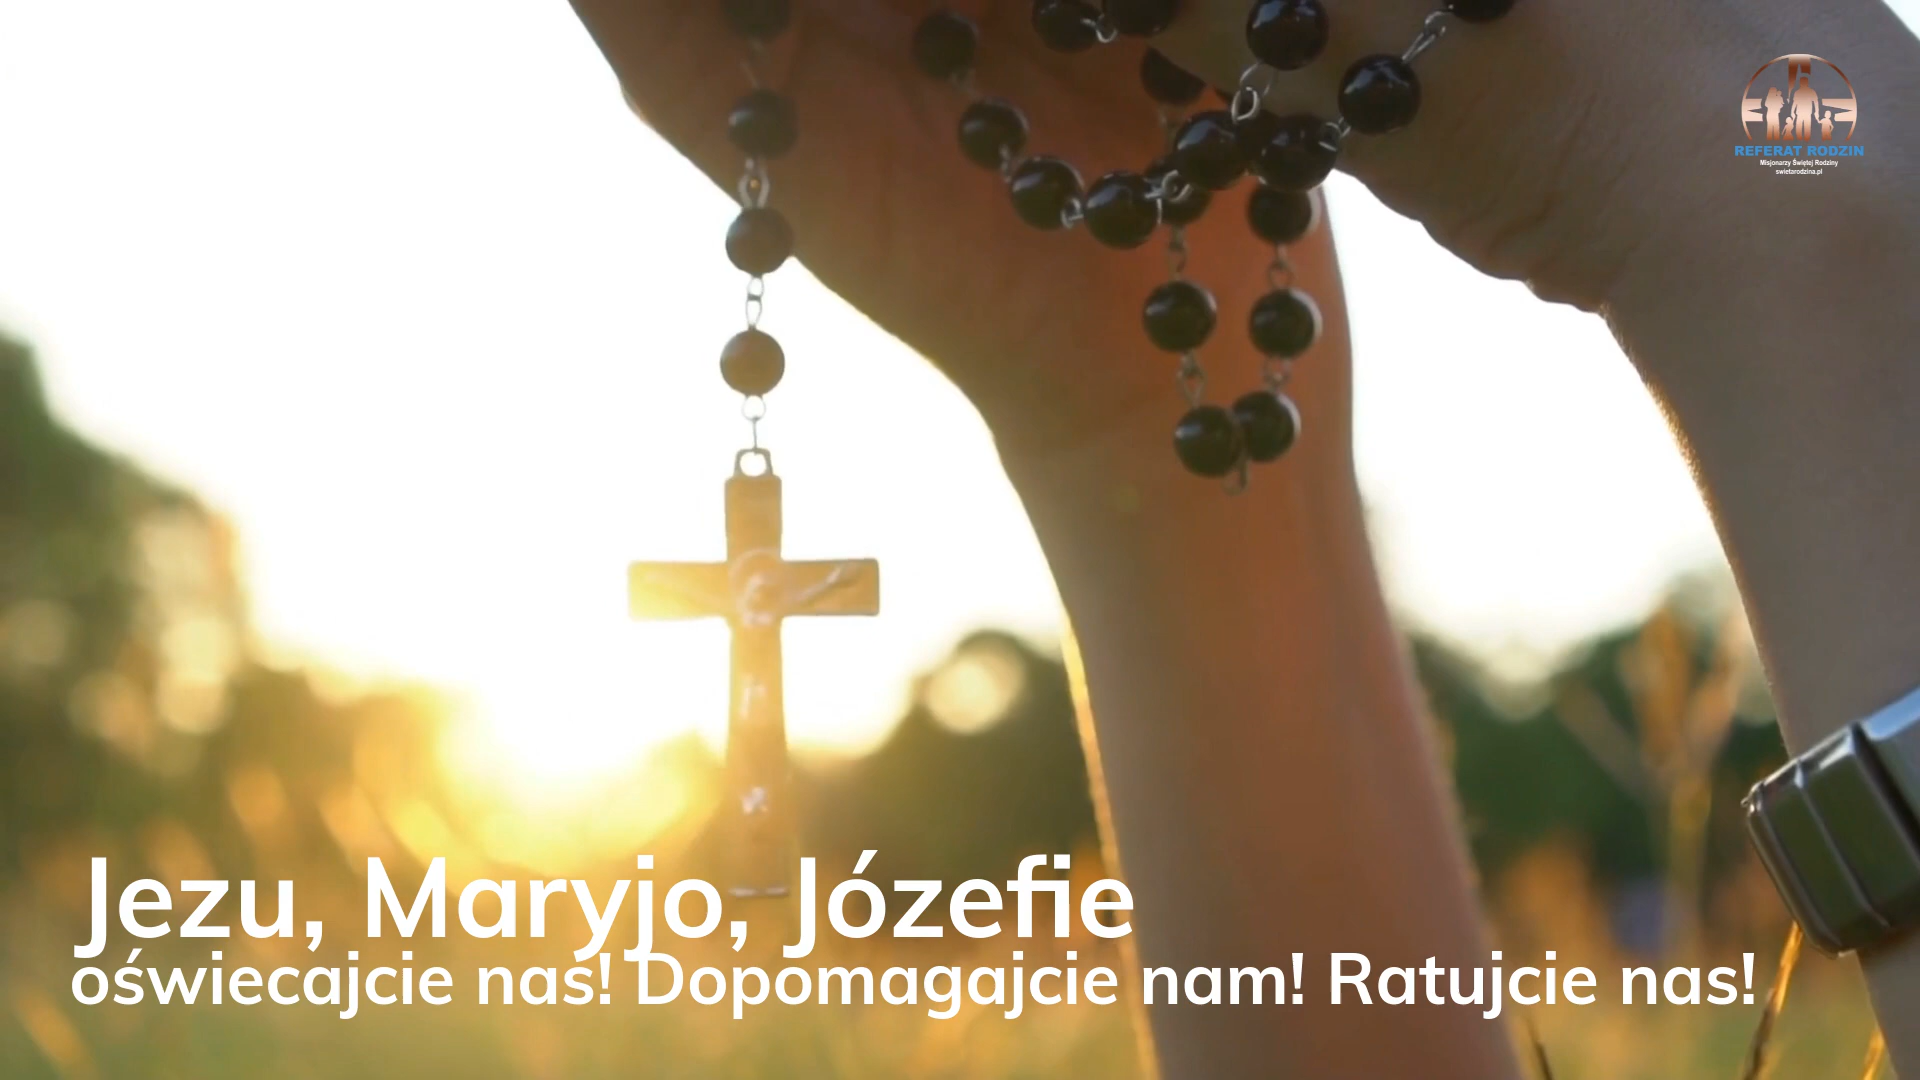 REFERAT RODZIN
Misjonarzy Świętej Rodziny
swietarodzina.pl
Jezu, Maryjo, Józefie
oświecajcie nas! Dopomagajcie nam! Ratujcie nas!